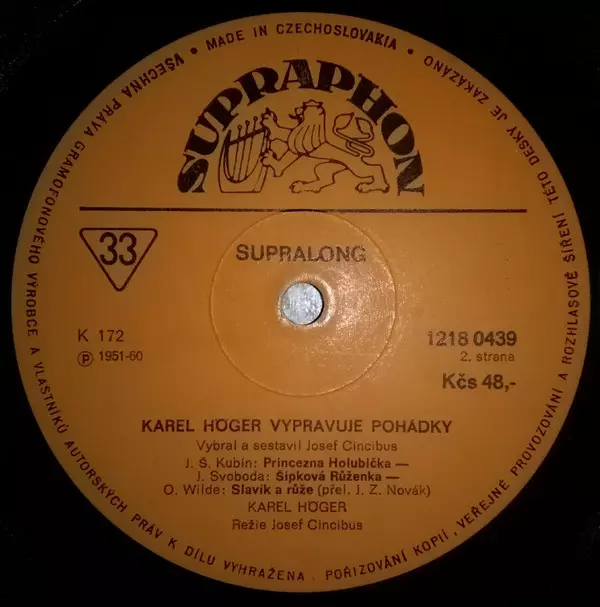 SUPRAPHON
MADE IN CZECHOSLOVAKIA • VŠECHNA PRÁVA GRAMOFONOVÉHO VÝROBCE A VLASTNÍKŮ AUTORSKÝCH PRÁV K DÍLU VYHRAŽENA. POŘIZOVÁNÍ KOPIÍ, VEŘEJNÉ PROVOZOVÁNÍ A ROZHLASOVÉ ŠÍŘENÍ TÉTO DESKY JE ZAKÁZÁNO •
33
SUPRALONG
K 172
Ⓟ 1951-60
1218 0439
2. strana
Kčs 48,-
KAREL HÖGER VYPRAVUJE POHÁDKY
Vybral a sestavil Josef Cincibus
J. Š. Kubín: Princezna Holubička —
J. Svoboda: Šípková Růženka —
O. Wilde: Slavík a růže (přel. J. Z. Novák)
KAREL HÖGER
Režie Josef Cincibus